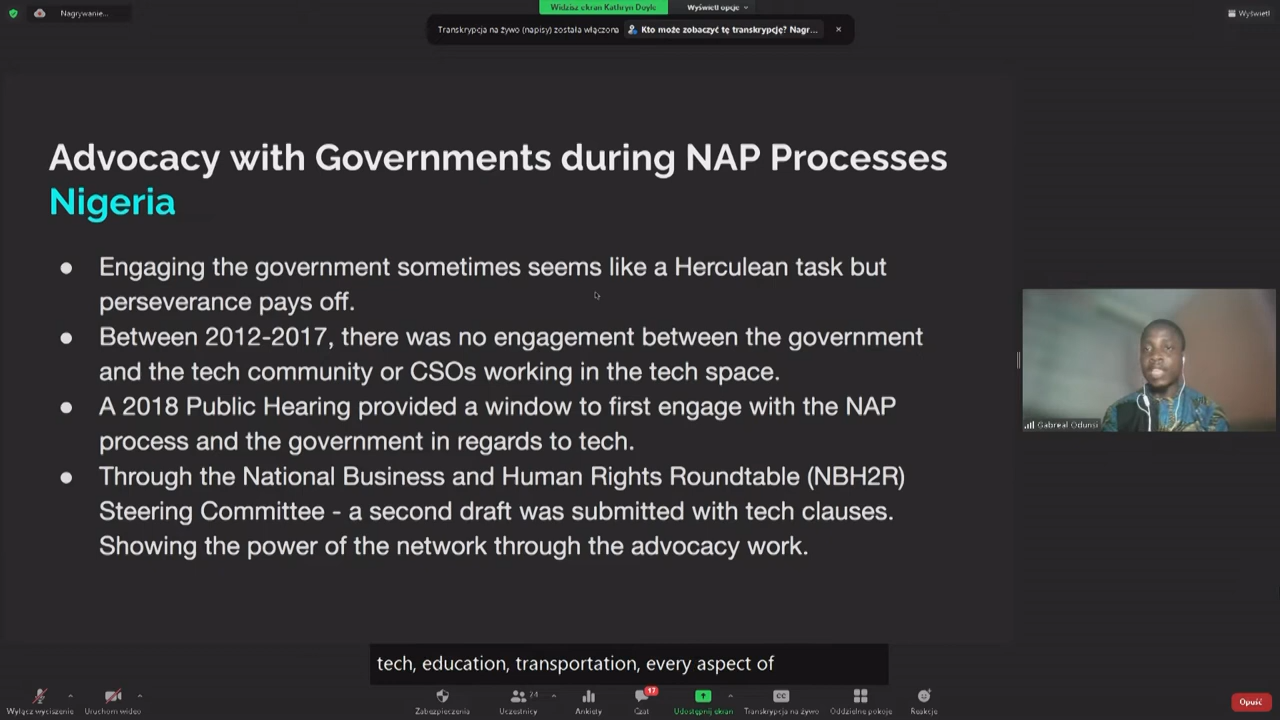 Nagrywanie...
Widzisz ekran Kathryn Doyle
Wyświetl opcje
Wyświetl
Transkrypcja na żywo (napisy) została włączona
Kto może zobaczyć tę transkrypcję? Nagr...
Advocacy with Governments during NAP Processes
Nigeria
● Engaging the government sometimes seems like a Herculean task but
perseverance pays off.
● Between 2012-2017, there was no engagement between the government
and the tech community or CSOs working in the tech space.
● A 2018 Public Hearing provided a window to first engage with the NAP
process and the government in regards to tech.
● Through the National Business and Human Rights Roundtable (NBH2R)
Steering Committee - a second draft was submitted with tech clauses.
Showing the power of the network through the advocacy work.
Gabreal Odunsi
tech, education, transportation, every aspect of
Wyłącz wyciszenie
Uruchom wideo
Zabezpieczenia
Uczestnicy
24
Ankiety
Czat
17
Udostępnij ekran
CC
Transkrypcja na żywo
Oddzielne pokoje
Reakcje
Opuść